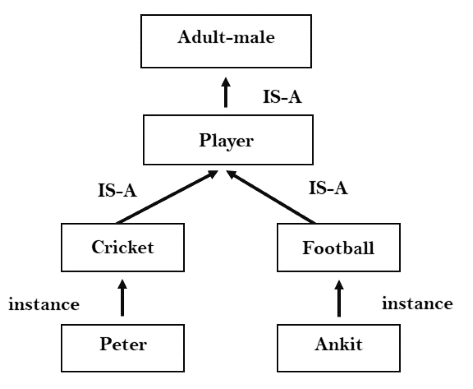 Adult-male
IS-A
Player
IS-A
IS-A
Cricket
Football
instance
instance
Peter
Ankit